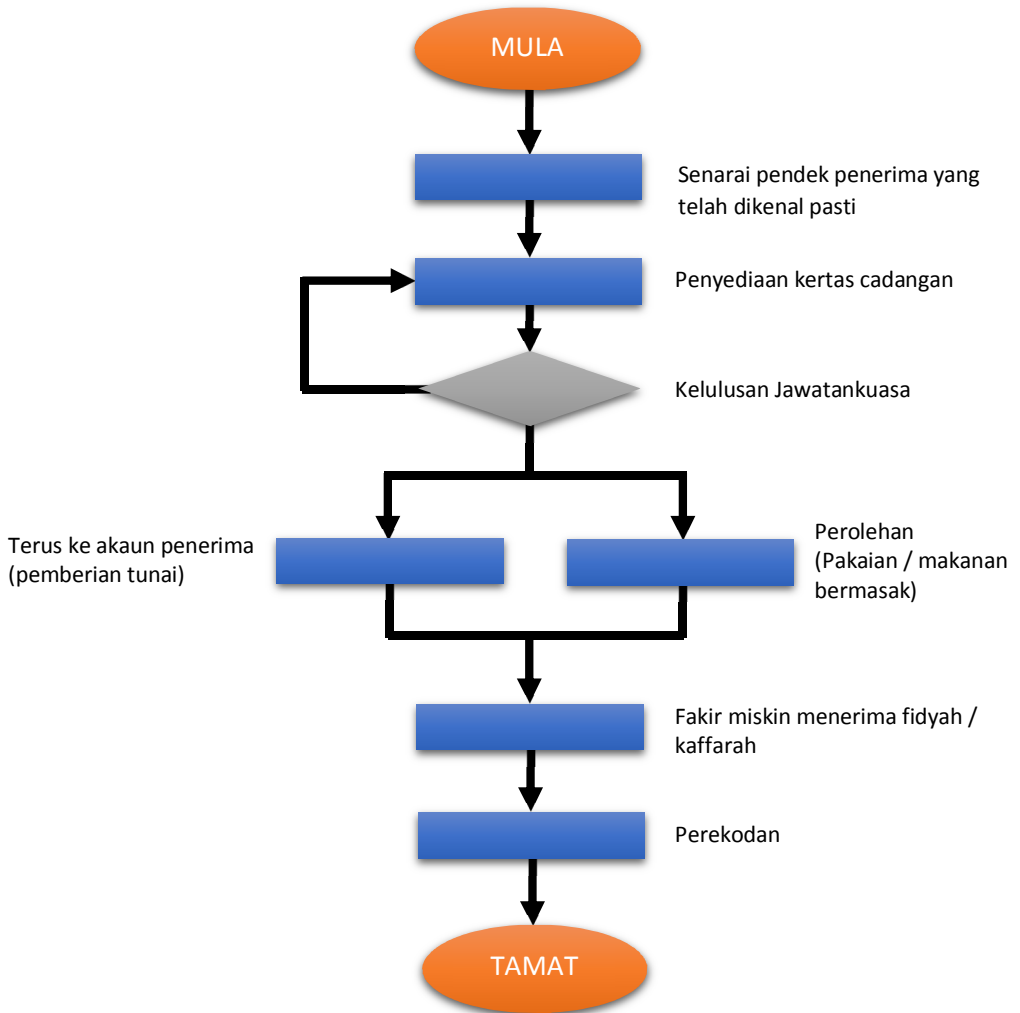 MULA
Senarai pendek penerima yang
telah dikenal pasti
Penyediaan kertas cadangan
Kelulusan Jawatankuasa
Terus ke akaun penerima
(pemberian tunai)
Perolehan
(Pakaian / makanan
bermasak)
Fakir miskin menerima fidyah /
kaffarah
Perekodan
TAMAT